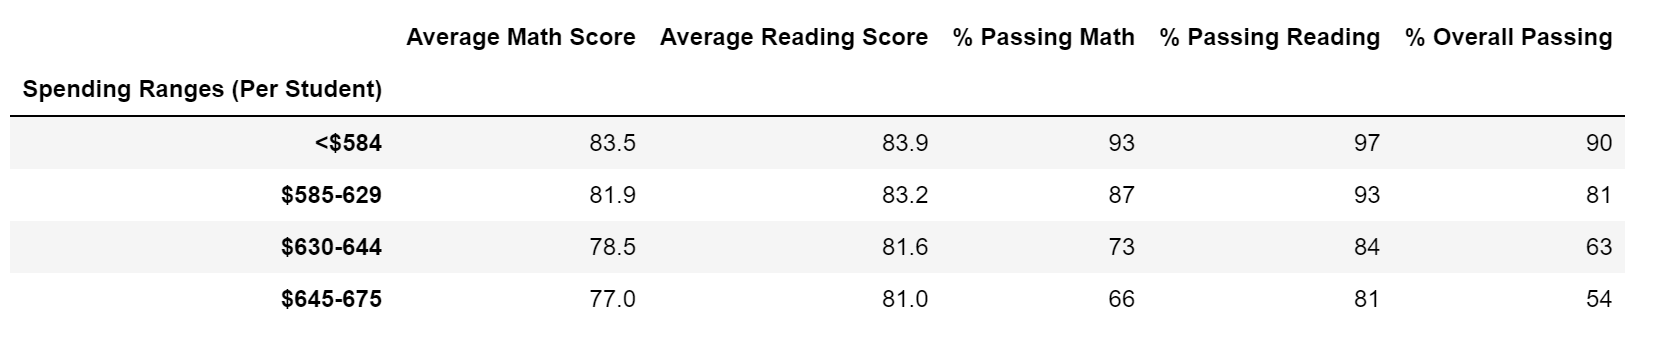 Average Math Score Average Reading Score % Passing Math % Passing Reading % Overall Passing
Spending Ranges (Per Student)
<$584 83.5 83.9 93 97 90
$585-629 81.9 83.2 87 93 81
$630-644 78.5 81.6 73 84 63
$645-675 77.0 81.0 66 81 54